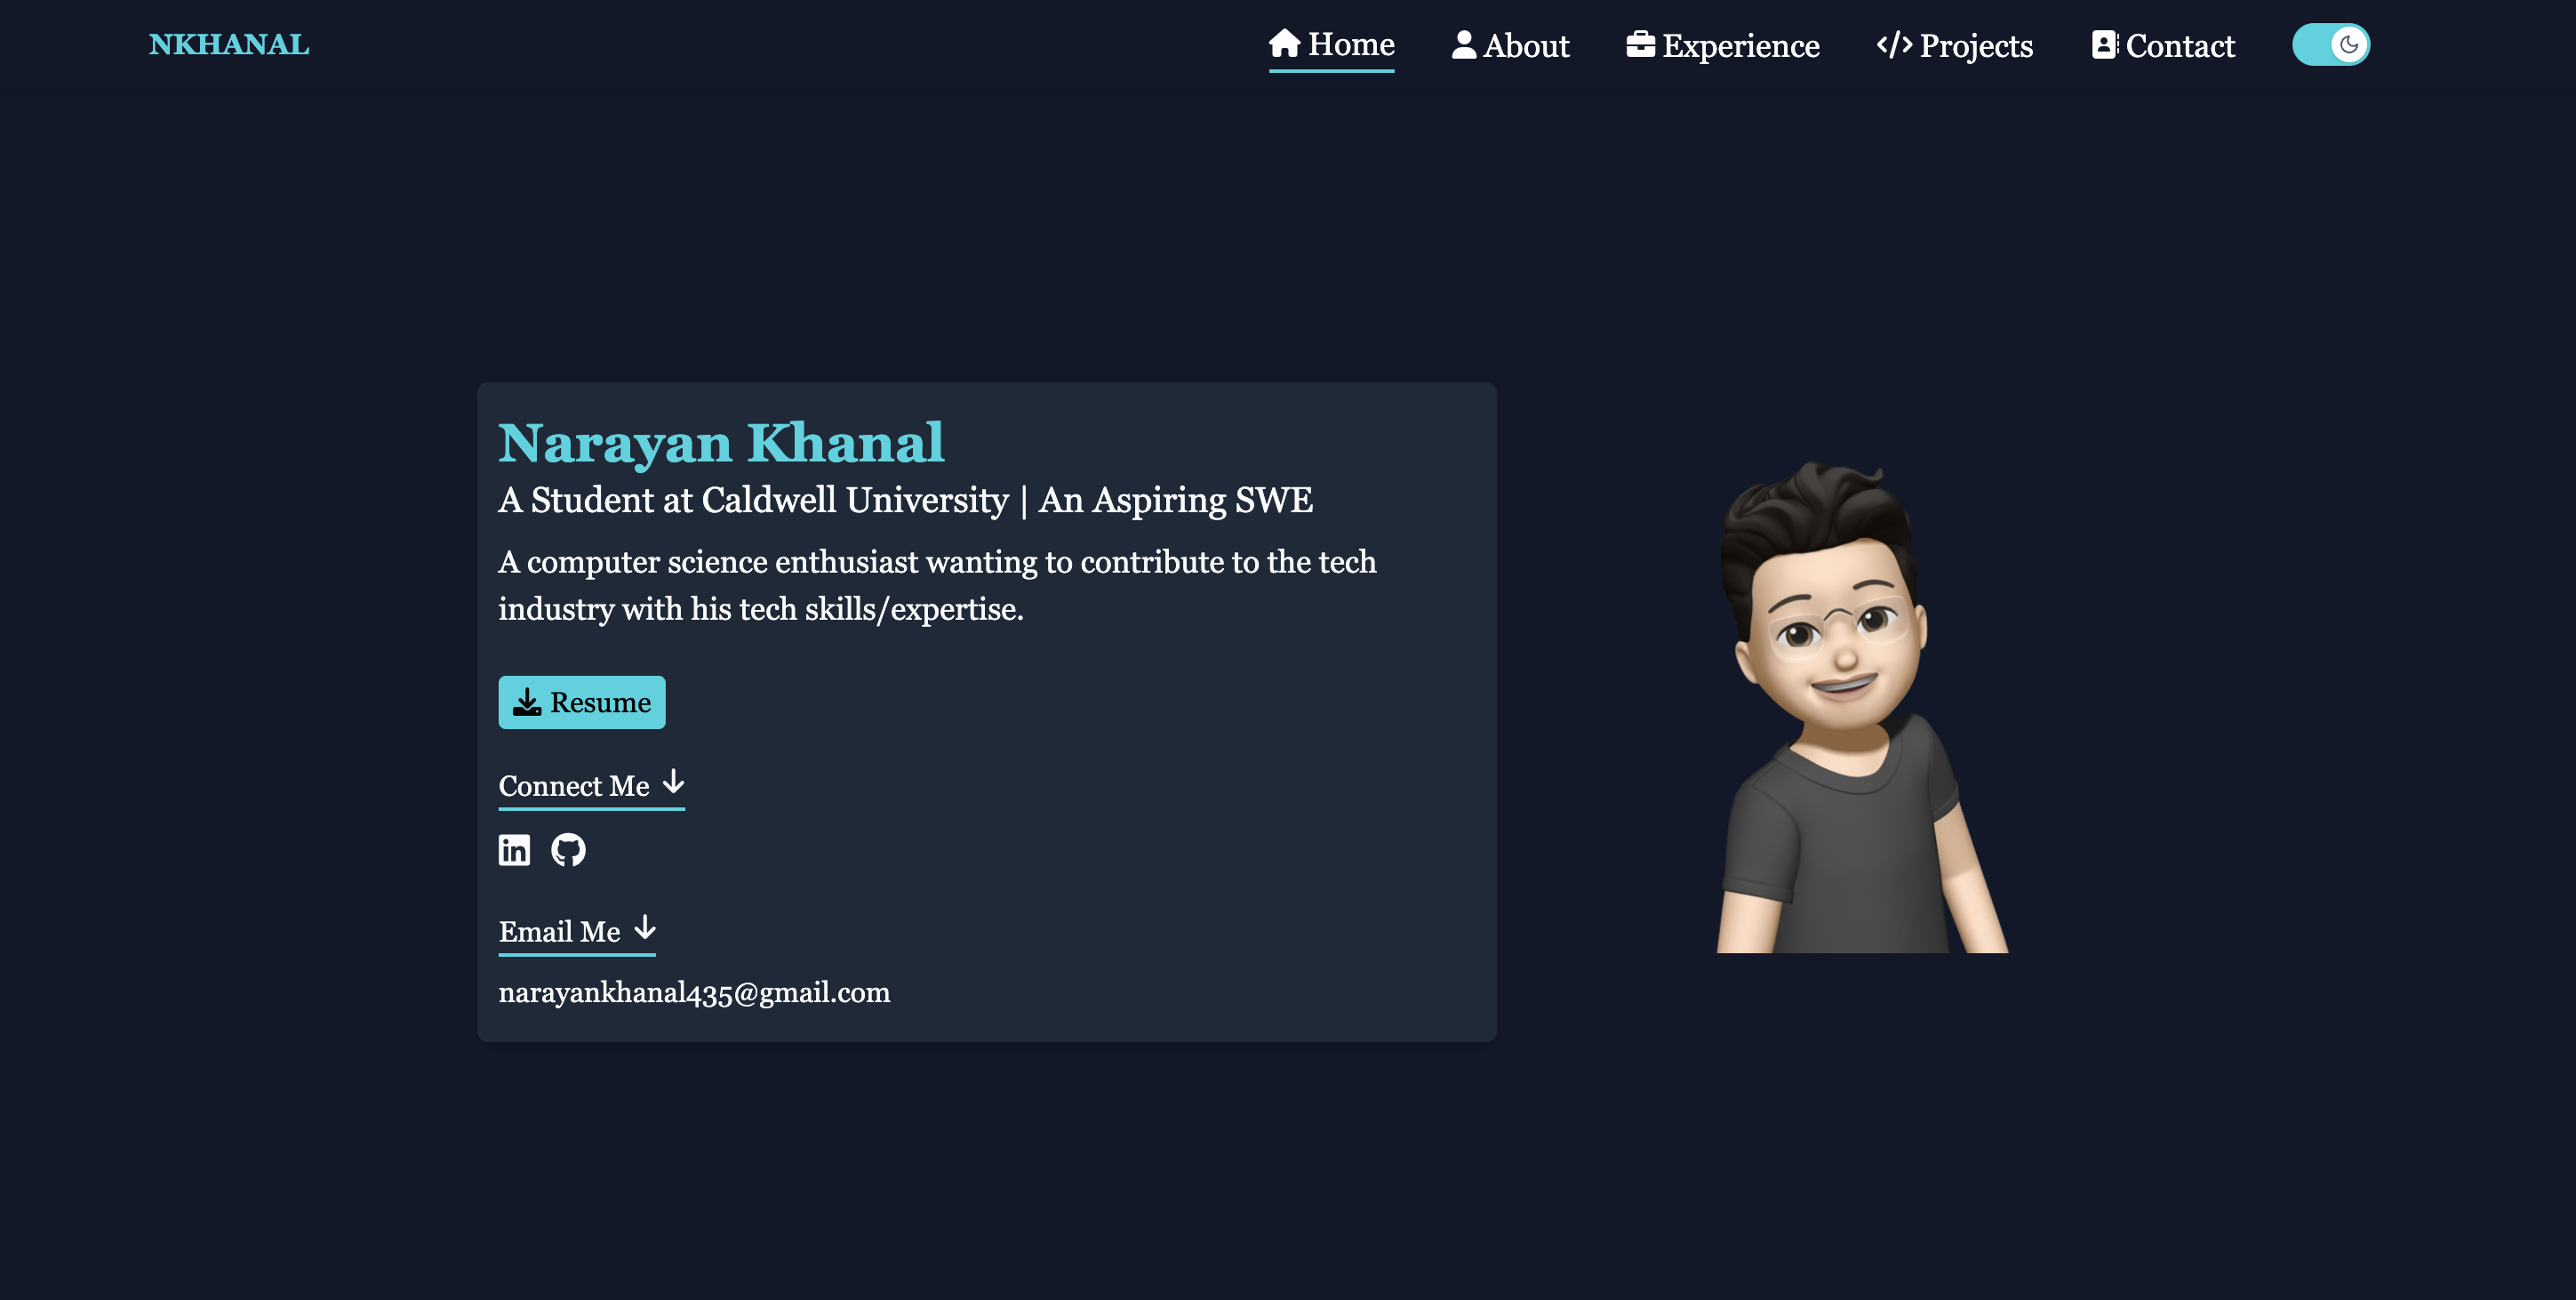 NKHANAL
Home
About
Experience
Projects
Contact
Narayan Khanal
A Student at Caldwell University | An Aspiring SWE
A computer science enthusiast wanting to contribute to the tech
industry with his tech skills/expertise.
Resume
Connect Me
Email Me
narayankhanal435@gmail.com